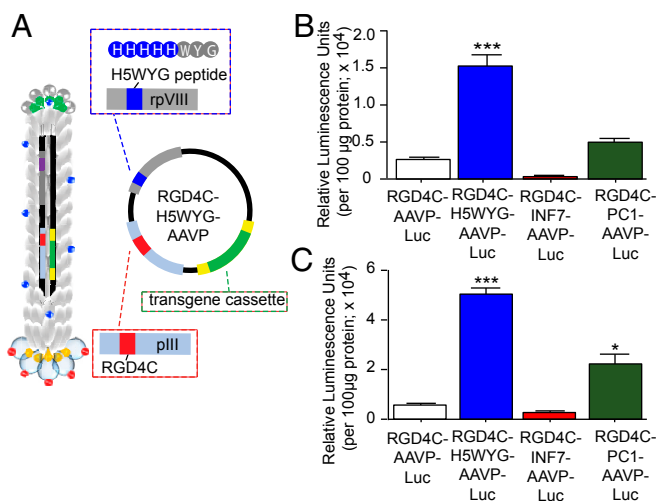 A
H H H H H W Y G
H5WYG peptide
rpVIII
RGD4C-
H5WYG-
AAVP
transgene cassette
pIII
RGD4C
B
Relative Luminescence Units
(per 100 µg protein; x 10⁴)
2.0
1.5
1.0
0.5
0
***
RGD4C-
AAVP-
Luc
RGD4C-
H5WYG-
AAVP-
Luc
RGD4C-
INF7-
AAVP-
Luc
RGD4C-
PC1-
AAVP-
Luc
C
Relative Luminescence Units
(per 100µg protein; x 10⁴)
6
4
2
0
***
*
RGD4C-
AAVP-
Luc
RGD4C-
H5WYG-
AAVP-
Luc
RGD4C-
INF7-
AAVP-
Luc
RGD4C-
PC1-
AAVP-
Luc